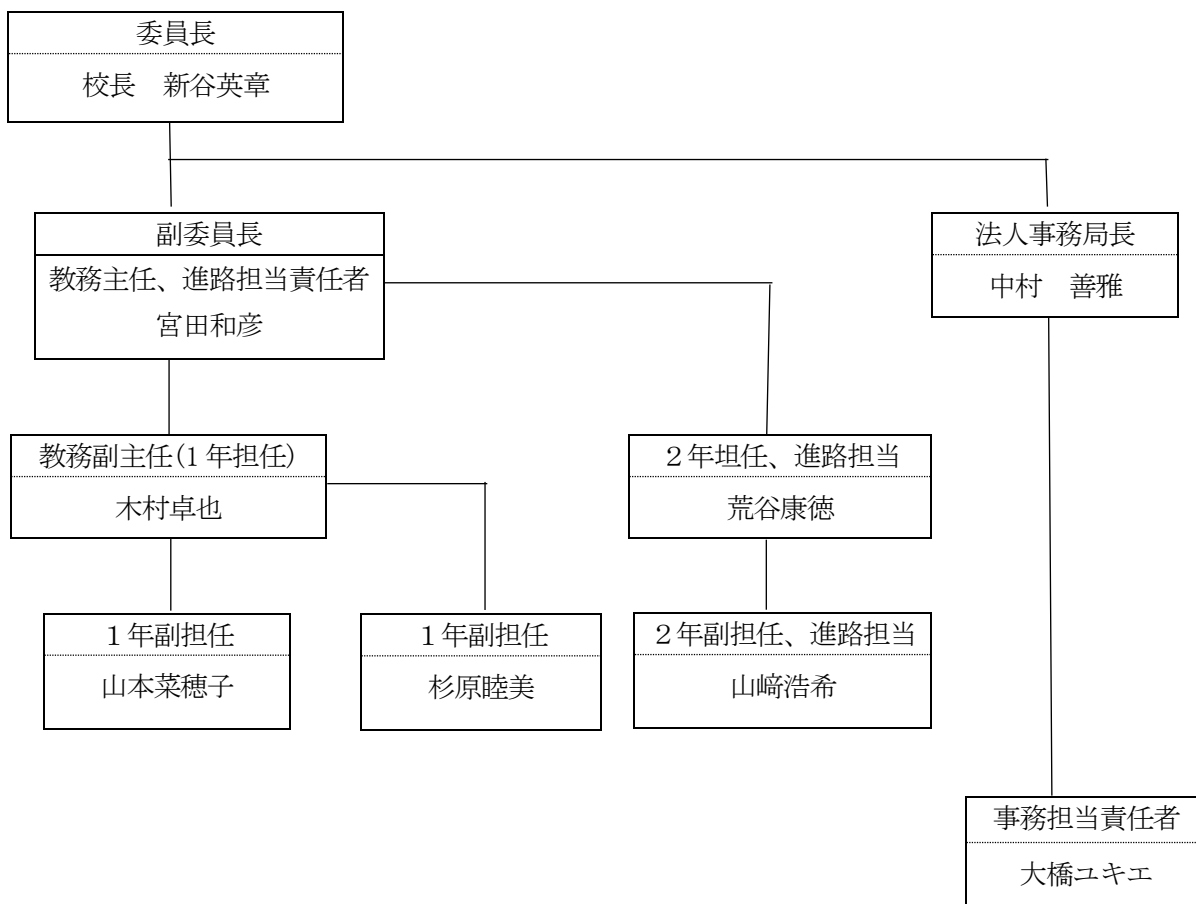 委員長
校長　新谷英章
副委員長
教務主任、進路担当責任者
宮田和彦
法人事務局長
中村　善雅
教務副主任(1年担任)
木村卓也
２年坦任、進路担当
荒谷康徳
１年副担任
山本菜穂子
１年副担任
杉原睦美
２年副担任、進路担当
山﨑浩希
事務担当責任者
大橋ユキエ